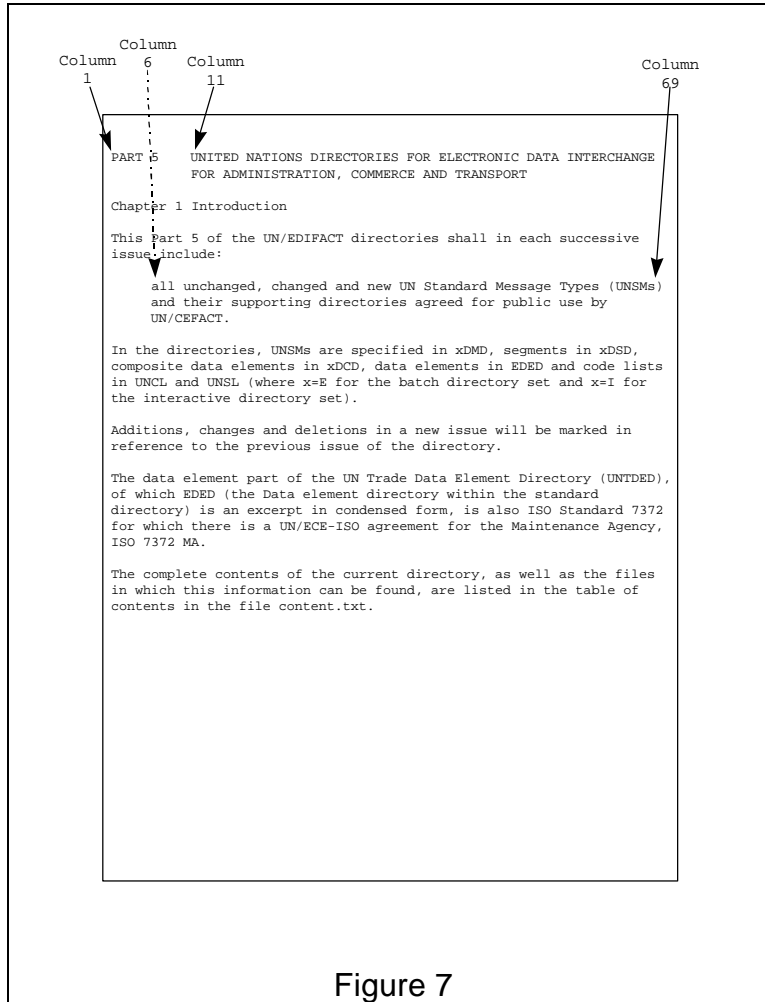 Column
Column 6 Column Column
1 11 69
PART 5 UNITED NATIONS DIRECTORIES FOR ELECTRONIC DATA INTERCHANGE
FOR ADMINISTRATION, COMMERCE AND TRANSPORT
Chapter 1 Introduction
This Part 5 of the UN/EDIFACT directories shall in each successive
issue include:
all unchanged, changed and new UN Standard Message Types (UNSMs)
and their supporting directories agreed for public use by
UN/CEFACT.
In the directories, UNSMs are specified in xDMD, segments in xDSD,
composite data elements in xDCD, data elements in EDED and code lists
in UNCL and UNSL (where x=E for the batch directory set and x=I for
the interactive directory set).
Additions, changes and deletions in a new issue will be marked in
reference to the previous issue of the directory.
The data element part of the UN Trade Data Element Directory (UNTDED),
of which EDED (the Data element directory within the standard
directory) is an excerpt in condensed form, is also ISO Standard 7372
for which there is a UN/ECE-ISO agreement for the Maintenance Agency,
ISO 7372 MA.
The complete contents of the current directory, as well as the files
in which this information can be found, are listed in the table of
contents in the file content.txt.
Figure 7